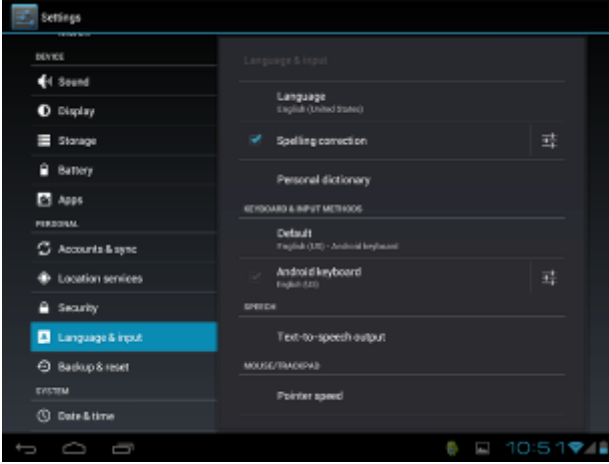 Settings
DEVICE
Sound
Display
Storage
Battery
Apps
PERSONAL
Accounts & sync
Location services
Security
Language & input
Backup & reset
SYSTEM
Date & time
Language & input
Language
English (United States)
Spelling correction
Personal dictionary
KEYBOARD & INPUT METHODS
Default
English (US) - Android keyboard
Android keyboard
English (US)
SPEECH
Text-to-speech output
MOUSE/TRACKPAD
Pointer speed
10:51